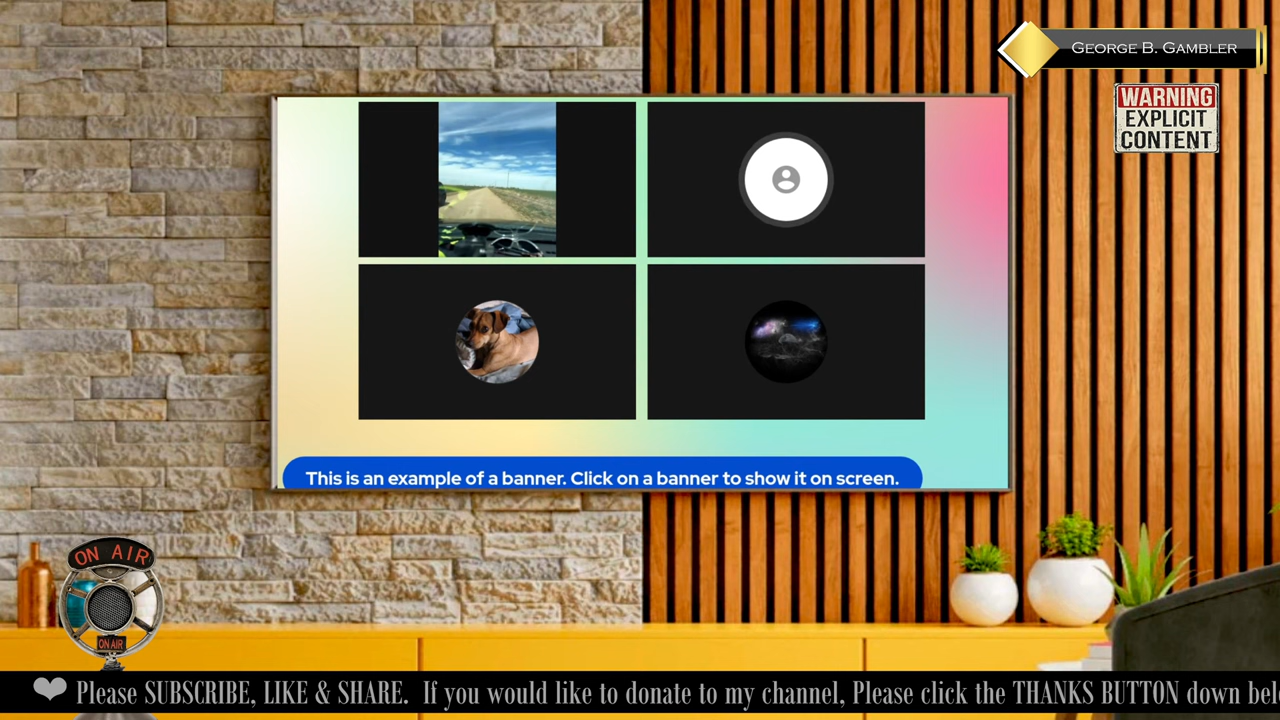 George B. Gambler
WARNING
EXPLICIT
CONTENT
This is an example of a banner. Click on a banner to show it on screen.
ON AIR
ON AIR
Please SUBSCRIBE, LIKE & SHARE. If you would like to donate to my channel, Please click the THANKS BUTTON down bel